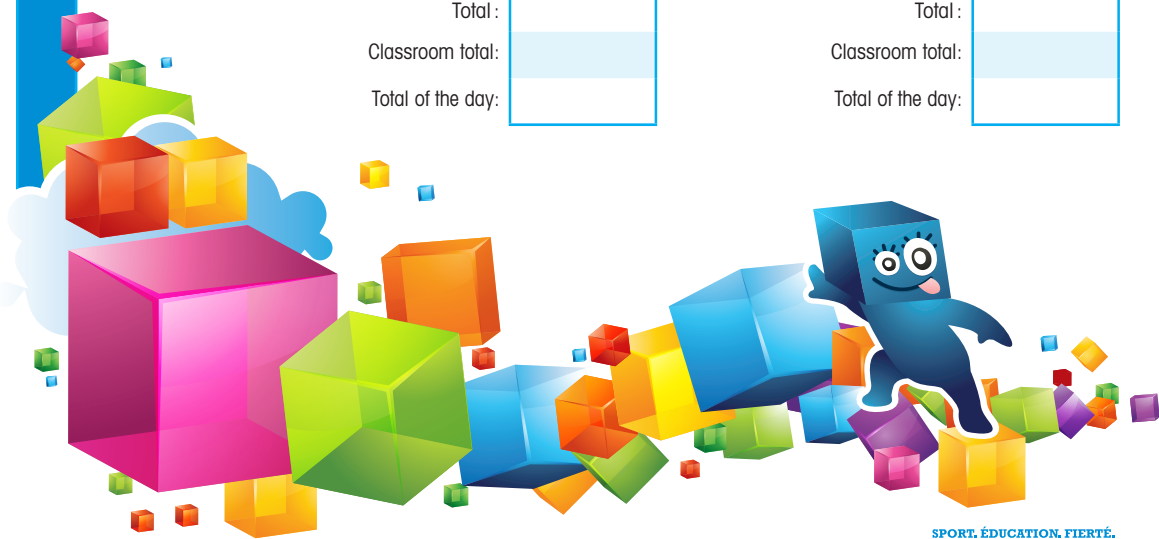 Total : Total :
Classroom total: Classroom total:
Total of the day: Total of the day:
SPORT. ÉDUCATION. FIERTÉ.